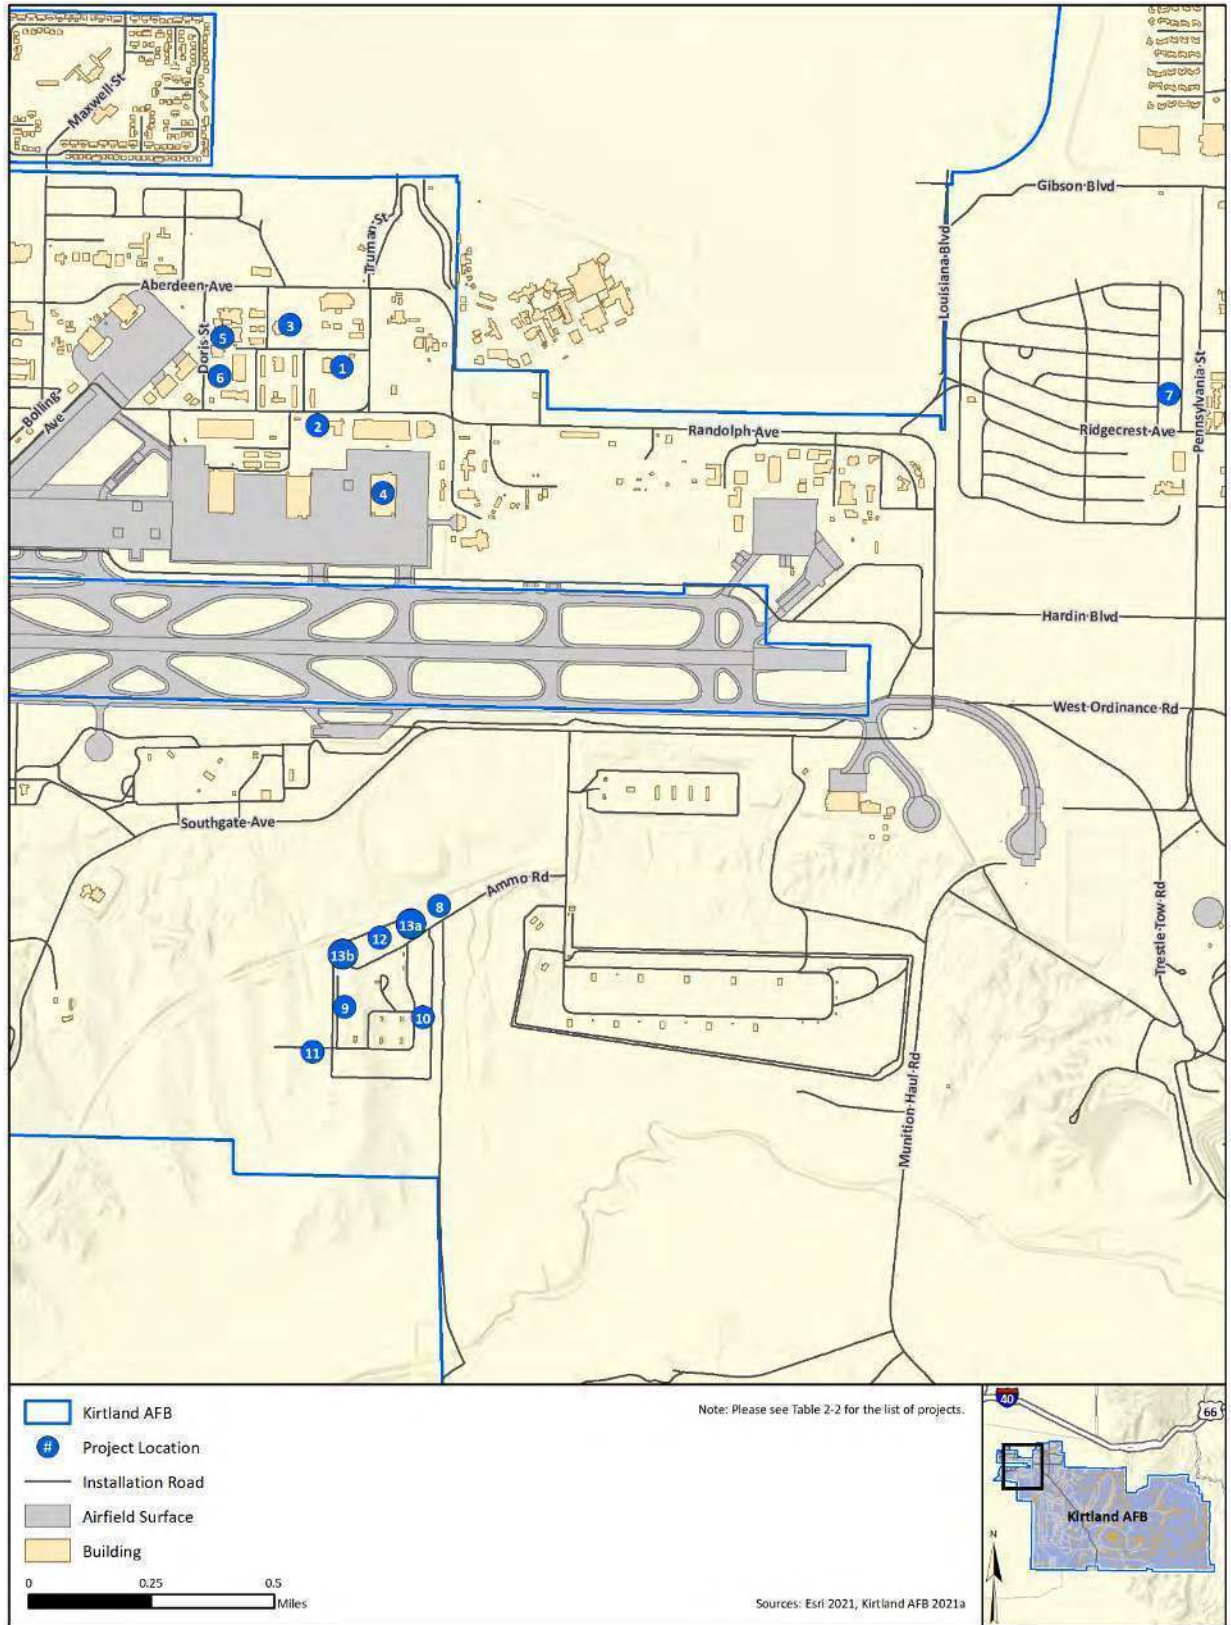 Maxwell St
Gibson Blvd
Truman St
Louisiana Blvd
Aberdeen Ave
3
5
Doris St
1
Pennsylvania St
6
7
Bolling
Ave
2
Randolph Ave
Ridgecrest Ave
4
Hardin Blvd
West Ordinance Rd
Southgate Ave
Ammo Rd
8
13a
12
13b
Trestle Tow Rd
9
10
11
Munition Haul Rd
Kirtland AFB
# Project Location
Installation Road
Airfield Surface
Building
0 0.25 0.5
Miles
Note: Please see Table 2-2 for the list of projects.
Sources: Esri 2021, Kirtland AFB 2021a
40
66
Kirtland AFB
N